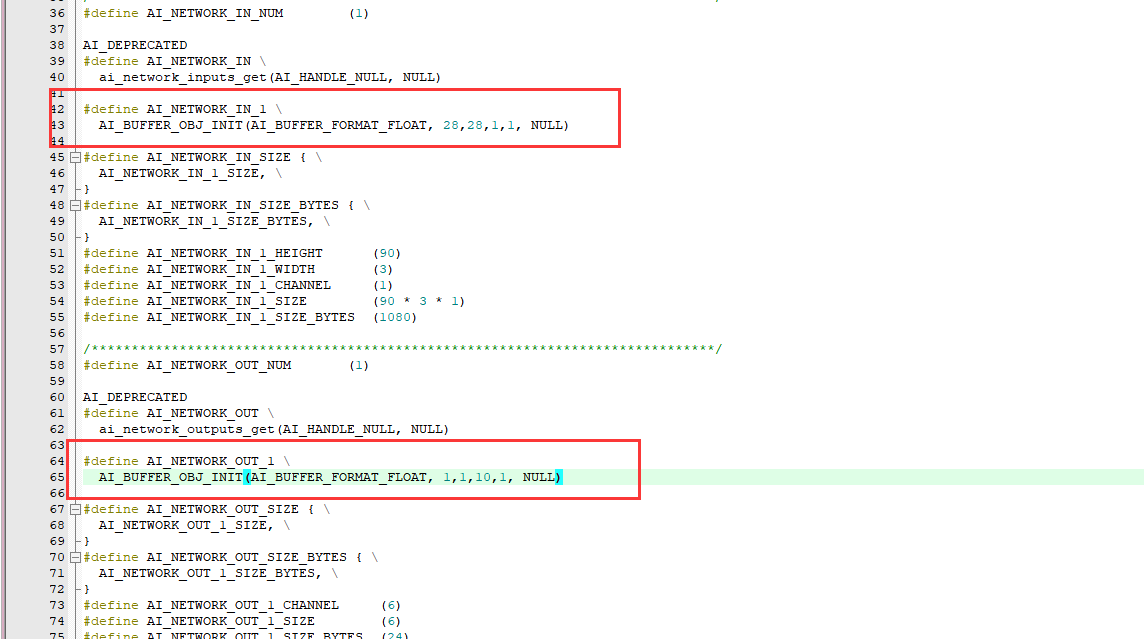 36 #define AI_NETWORK_IN_NUM (1)
37
38 AI_DEPRECATED
39 #define AI_NETWORK_IN \
40 ai_network_inputs_get(AI_HANDLE_NULL, NULL)
41
42 #define AI_NETWORK_IN_1 \
43 AI_BUFFER_OBJ_INIT(AI_BUFFER_FORMAT_FLOAT, 28,28,1,1, NULL)
44
45 #define AI_NETWORK_IN_SIZE { \
46 AI_NETWORK_IN_1_SIZE, \
47 }
48 #define AI_NETWORK_IN_SIZE_BYTES { \
49 AI_NETWORK_IN_1_SIZE_BYTES, \
50 }
51 #define AI_NETWORK_IN_1_HEIGHT (90)
52 #define AI_NETWORK_IN_1_WIDTH (3)
53 #define AI_NETWORK_IN_1_CHANNEL (1)
54 #define AI_NETWORK_IN_1_SIZE (90 * 3 * 1)
55 #define AI_NETWORK_IN_1_SIZE_BYTES (1080)
56
57 /*******************************************************************************/
58 #define AI_NETWORK_OUT_NUM (1)
59
60 AI_DEPRECATED
61 #define AI_NETWORK_OUT \
62 ai_network_outputs_get(AI_HANDLE_NULL, NULL)
63
64 #define AI_NETWORK_OUT_1 \
65 AI_BUFFER_OBJ_INIT(AI_BUFFER_FORMAT_FLOAT, 1,1,10,1, NULL)
66
67 #define AI_NETWORK_OUT_SIZE { \
68 AI_NETWORK_OUT_1_SIZE, \
69 }
70 #define AI_NETWORK_OUT_SIZE_BYTES { \
71 AI_NETWORK_OUT_1_SIZE_BYTES, \
72 }
73 #define AI_NETWORK_OUT_1_CHANNEL (6)
74 #define AI_NETWORK_OUT_1_SIZE (6)
75 #define AI_NETWORK_OUT_1_SIZE_BYTES (24)